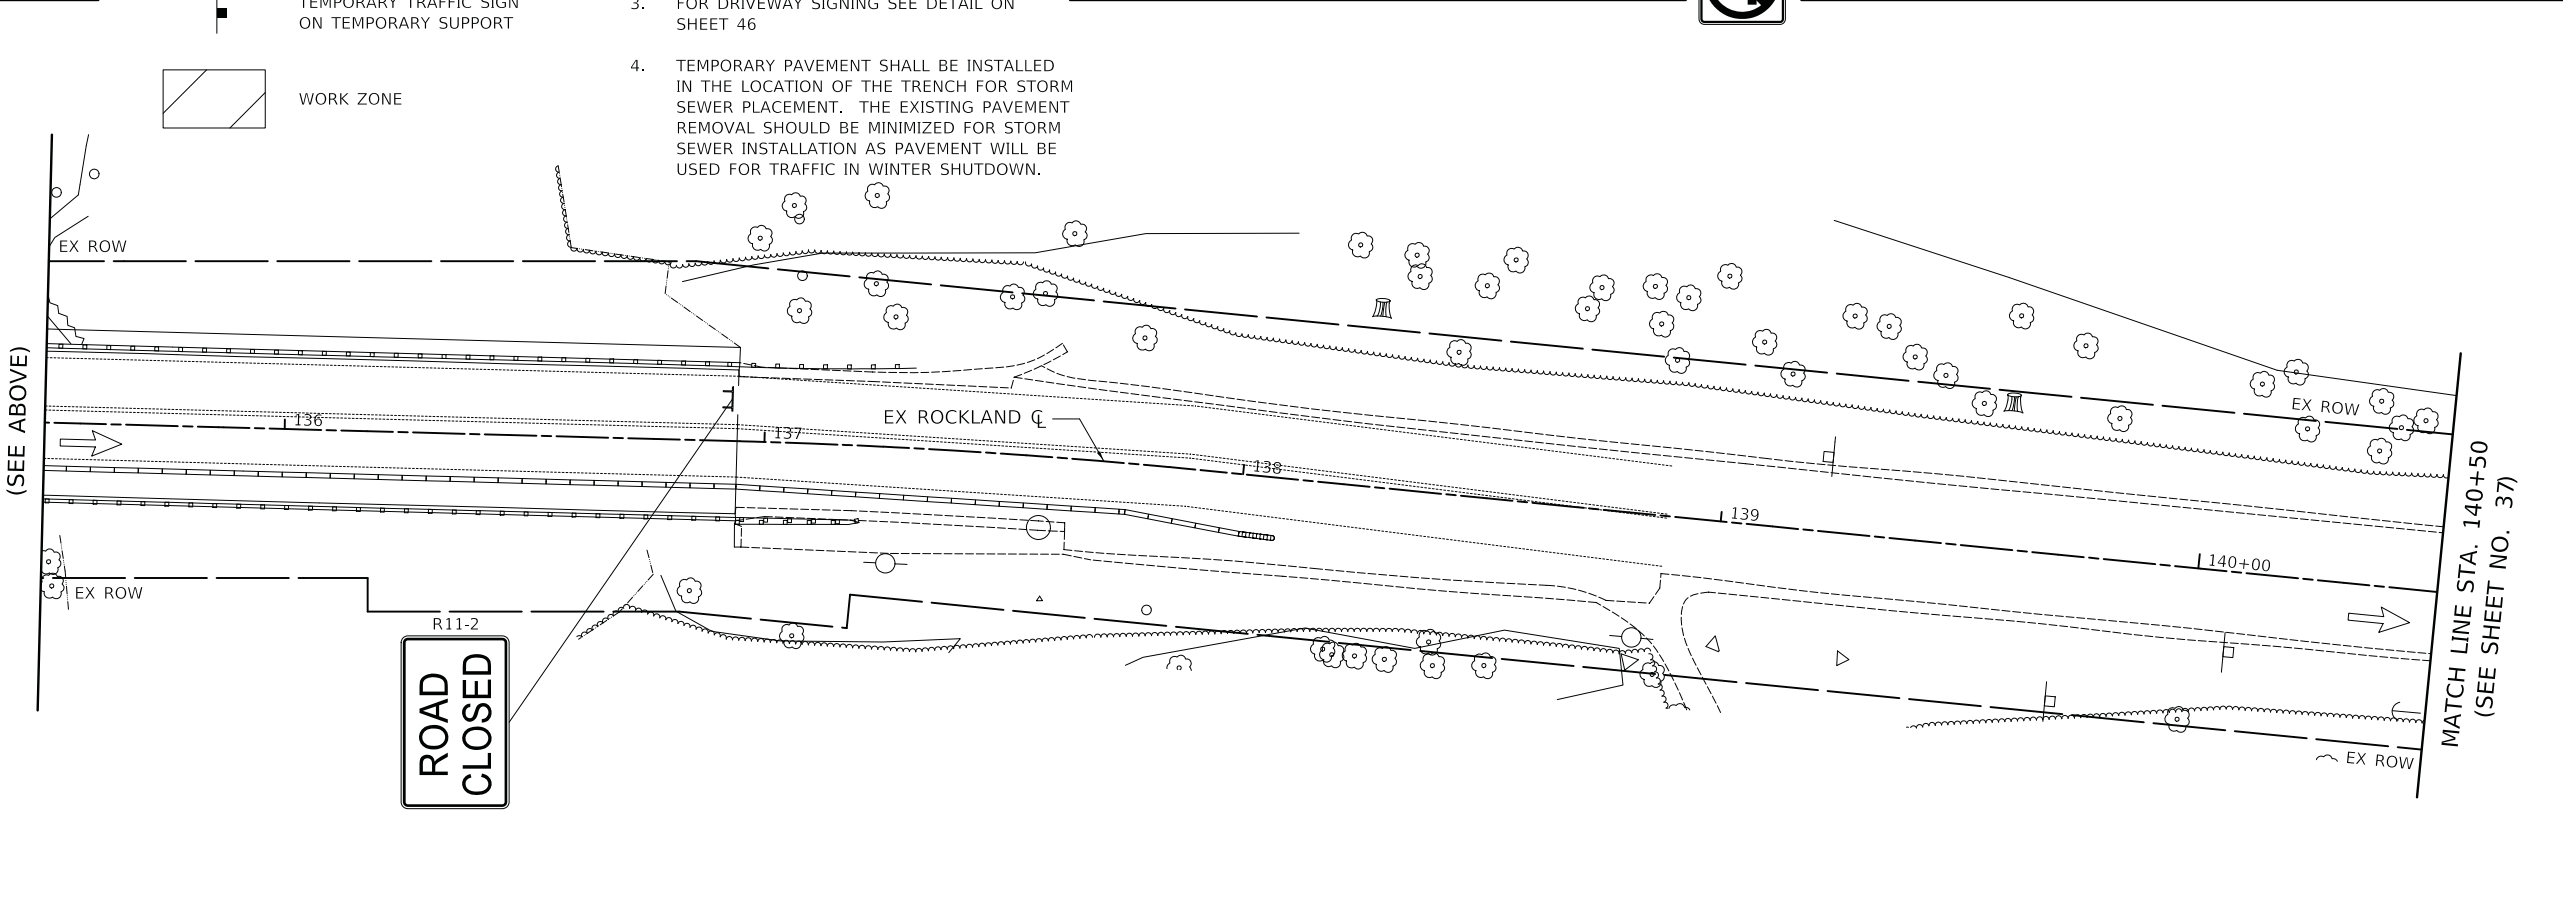 TEMPORARY TRAFFIC SIGN
ON TEMPORARY SUPPORT
WORK ZONE
3. FOR DRIVEWAY SIGNING SEE DETAIL ON
SHEET 46
4. TEMPORARY PAVEMENT SHALL BE INSTALLED
IN THE LOCATION OF THE TRENCH FOR STORM
SEWER PLACEMENT. THE EXISTING PAVEMENT
REMOVAL SHOULD BE MINIMIZED FOR STORM
SEWER INSTALLATION AS PAVEMENT WILL BE
USED FOR TRAFFIC IN WINTER SHUTDOWN.
EX ROW
(SEE ABOVE)
136
137
EX ROCKLAND ℄
138
139
140+00
EX ROW
MATCH LINE STA. 140+50
(SEE SHEET NO. 37)
EX ROW
R11-2
ROAD
CLOSED
EX ROW